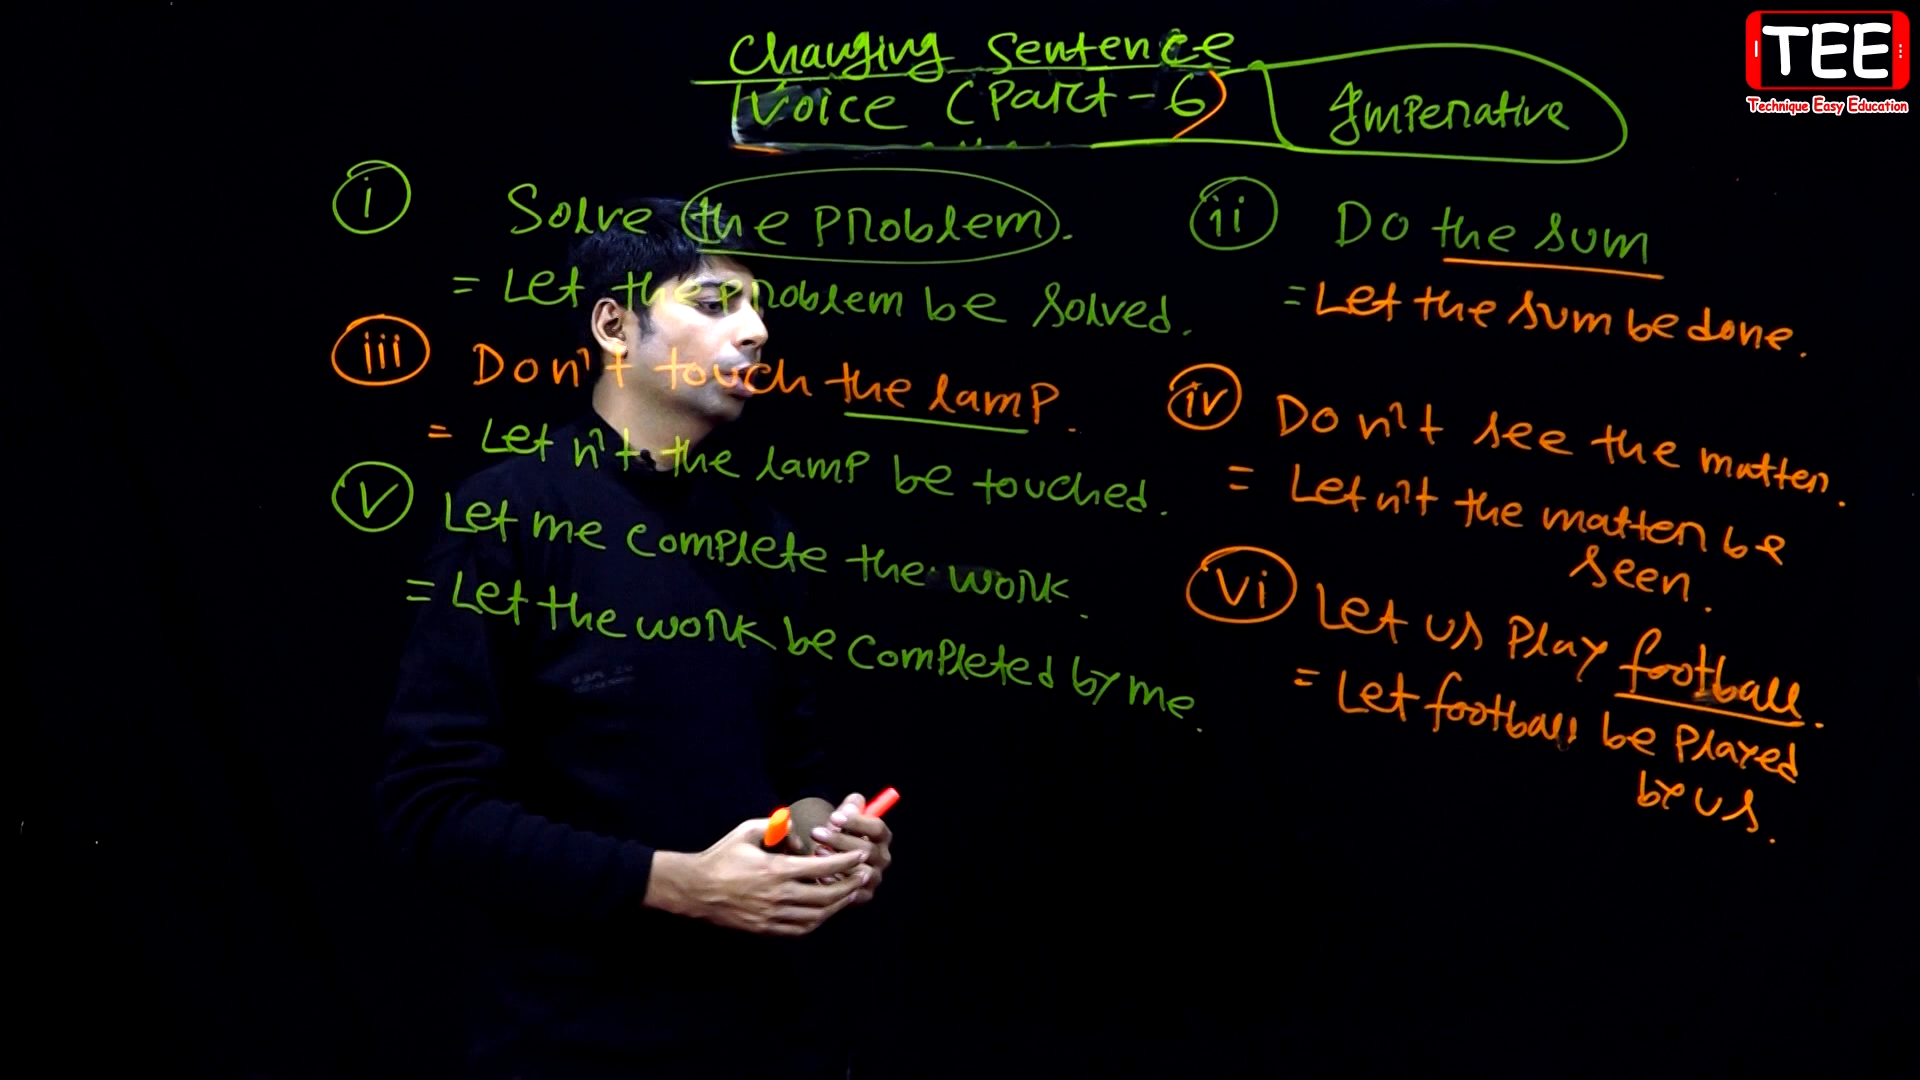 TEE
Technique Easy Education
Changing Sentence
Voice (Part-6)
Imperative
i Solve the problem.
= Let the problem be solved.
ii Do the sum
= Let the sum be done.
iii Don't touch the lamp.
= Let n't the lamp be touched.
iv Don't see the matter.
= Let n't the matter be
seen.
v Let me complete the work.
= Let the work be completed by me.
vi Let us play football.
= Let football be played
by us.